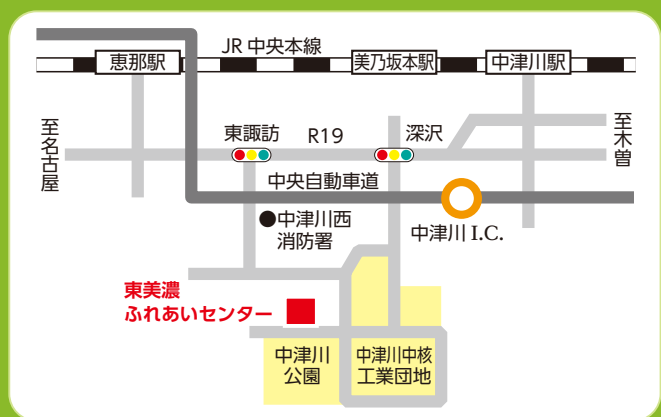 JR 中央本線
恵那駅
美乃坂本駅
中津川駅
至名古屋
東諏訪
R19
深沢
至木曽
中央自動車道
●中津川西
消防署
中津川 I.C.
東美濃
ふれあいセンター
中津川
公園
中津川中核
工業団地